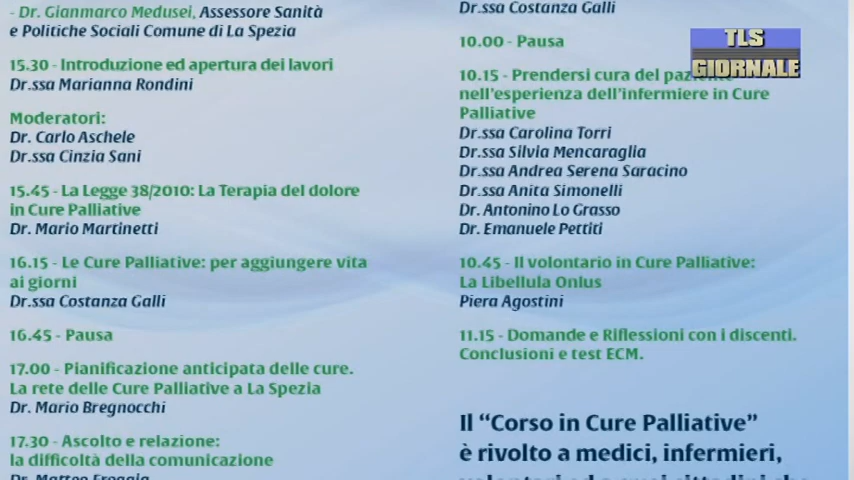 - Dr. Gianmarco Medusei, Assessore Sanità
e Politiche Sociali Comune di La Spezia
15.30 - Introduzione ed apertura dei lavori
Dr.ssa Marianna Rondini
Moderatori:
Dr. Carlo Aschele
Dr.ssa Cinzia Sani
15.45 - La Legge 38/2010: La Terapia del dolore
in Cure Palliative
Dr. Mario Martinetti
16.15 - Le Cure Palliative: per aggiungere vita
ai giorni
Dr.ssa Costanza Galli
16.45 - Pausa
17.00 - Pianificazione anticipata delle cure.
La rete delle Cure Palliative a La Spezia
Dr. Mario Bregnocchi
17.30 - Ascolto e relazione:
la difficoltà della comunicazione
Dr. Matteo
Dr.ssa Costanza Galli
10.00 - Pausa
10.15 - Prendersi cura del paziente
nell'esperienza dell'infermiere in Cure
Palliative
Dr.ssa Carolina Torri
Dr.ssa Silvia Mencaraglia
Dr.ssa Andrea Serena Saracino
Dr.ssa Anita Simonelli
Dr. Antonino Lo Grasso
Dr. Emanuele Pettiti
10.45 - Il volontario in Cure Palliative:
La Libellula Onlus
Piera Agostini
11.15 - Domande e Riflessioni con i discenti.
Conclusioni e test ECM.
Il “Corso in Cure Palliative”
è rivolto a medici, infermieri,
TLS
GIORNALE